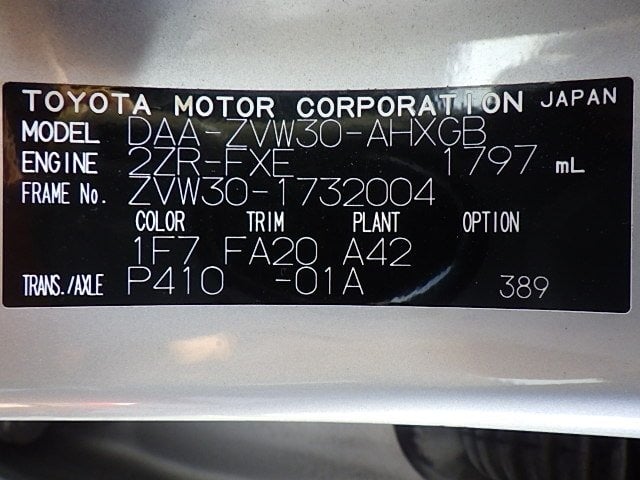 TOYOTA MOTOR CORPORATION JAPAN
MODEL DAA-ZVW30-AHXGB
ENGINE 2ZR-FXE 1797 mL
FRAME No. ZVW30-1732004
COLOR TRIM PLANT OPTION
1F7 FA20 A42
TRANS./AXLE P410 -01A 389